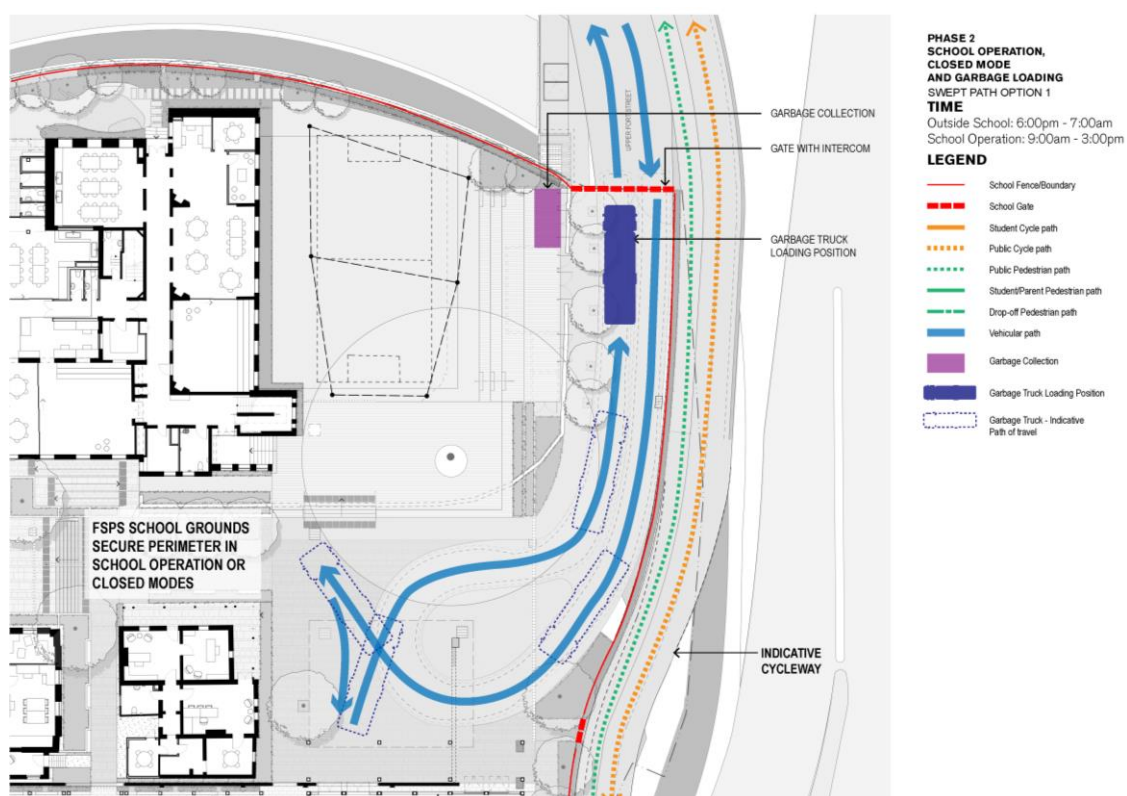 PHASE 2
SCHOOL OPERATION,
CLOSED MODE
AND GARBAGE LOADING
SWEPT PATH OPTION 1
TIME
Outside School: 6:00pm - 7:00am
School Operation: 9:00am - 3:00pm
LEGEND
School Fence/Boundary
School Gate
Student Cycle path
Public Cycle path
Public Pedestrian path
Student/Parent Pedestrian path
Drop-off Pedestrian path
Vehicular path
Garbage Collection
Garbage Truck Loading Position
Garbage Truck - Indicative
Path of travel
UPPER FORT STREET
GARBAGE COLLECTION
GATE WITH INTERCOM
GARBAGE TRUCK
LOADING POSITION
FSPS SCHOOL GROUNDS
SECURE PERIMETER IN
SCHOOL OPERATION OR
CLOSED MODES
INDICATIVE
CYCLEWAY